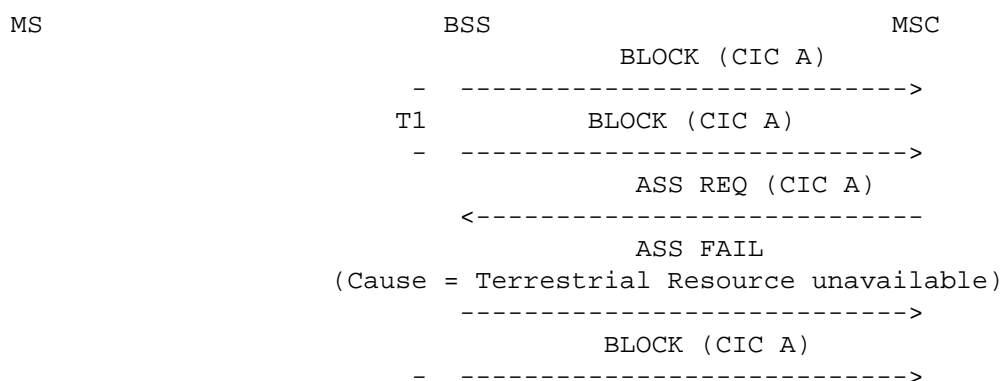 MS BSS MSC
BLOCK (CIC A)
- ---------------------------->
T1 BLOCK (CIC A)
- ---------------------------->
ASS REQ (CIC A)
<-----------------------------
ASS FAIL
(Cause = Terrestrial Resource unavailable)
----------------------------->
BLOCK (CIC A)
- ---------------------------->